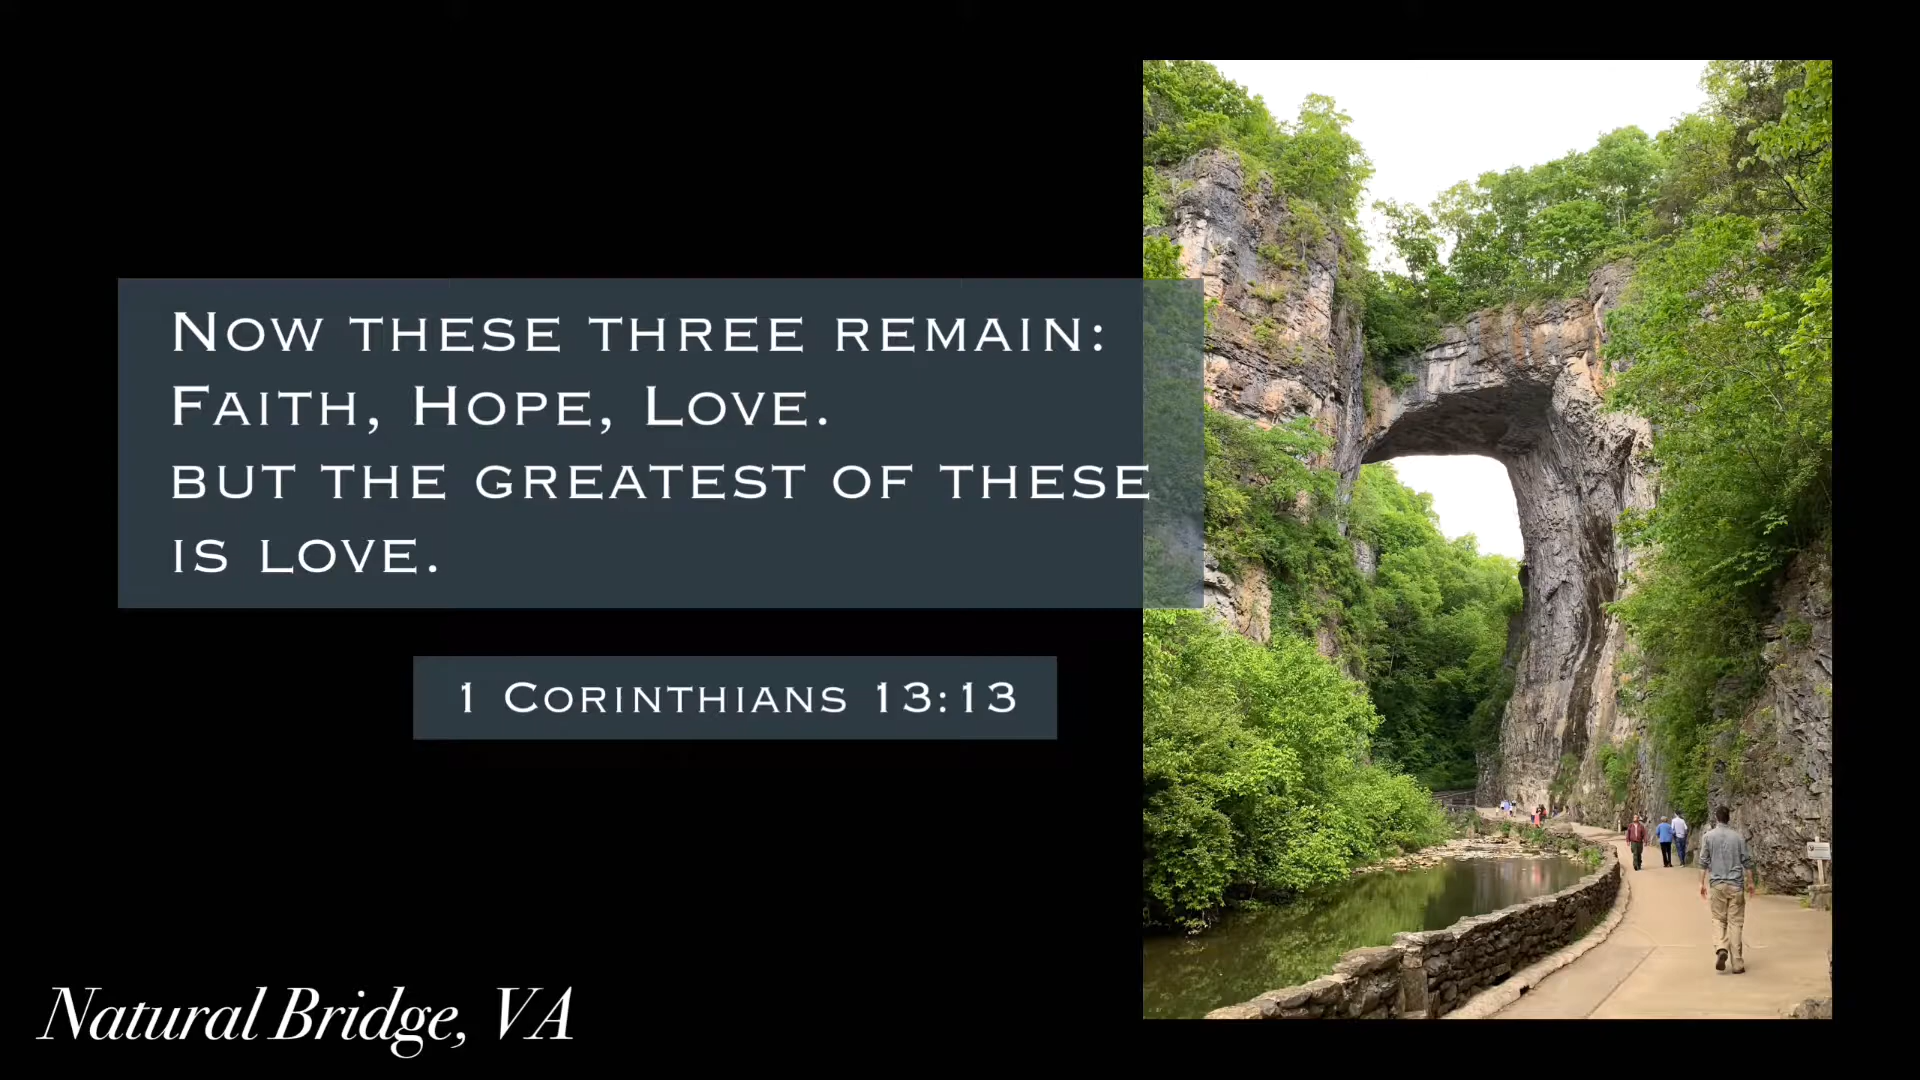 Now these three remain:
Faith, Hope, Love.
but the greatest of these
is love.
1 Corinthians 13:13
Natural Bridge, VA